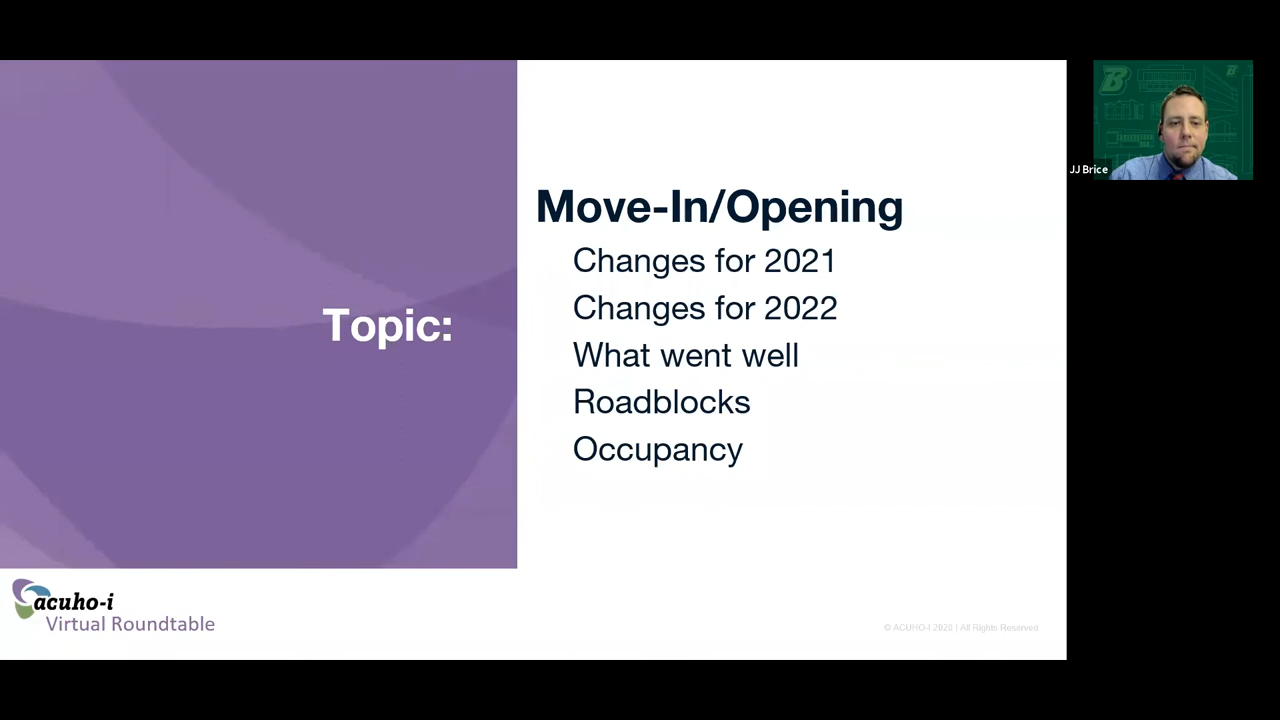 Topic:
Move-In/Opening
Changes for 2021
Changes for 2022
What went well
Roadblocks
Occupancy
acuho-i
Virtual Roundtable
© ACUHO-I 2020 | All Rights Reserved
B
JJ Brice